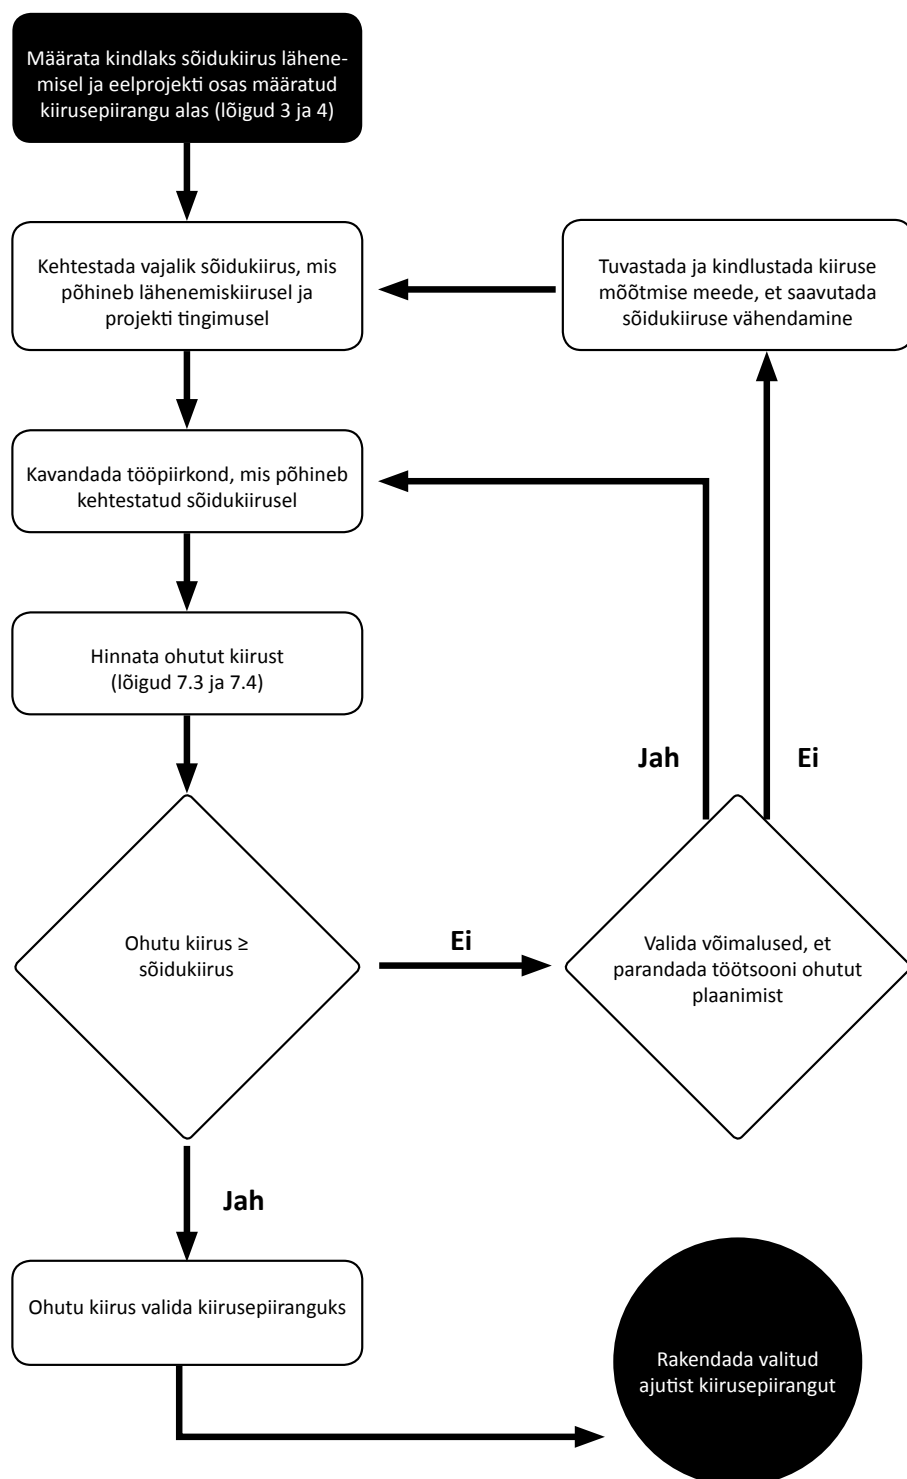 Määrata kindlaks sõidukiirus lähene-
misel ja eelprojekti osas määratud
kiirusepiirangu alas (lõigud 3 ja 4)
Kehtestada vajalik sõidukiirus, mis
põhineb lähenemiskiirusel ja
projekti tingimusel
Tuvastada ja kindlustada kiiruse
mõõtmise meede, et saavutada
sõidukiiruse vähendamine
Kavandada tööpiirkond, mis põhineb
kehtestatud sõidukiirusel
Hinnata ohutut kiirust
(lõigud 7.3 ja 7.4)
Jah
Ei
Ohutu kiirus ≥
sõidukiirus
Ei
Valida võimalused, et
parandada töötsooni ohutut
plaanimist
Jah
Ohutu kiirus valida kiirusepiiranguks
Rakendada valitud
ajutist kiirusepiirangut